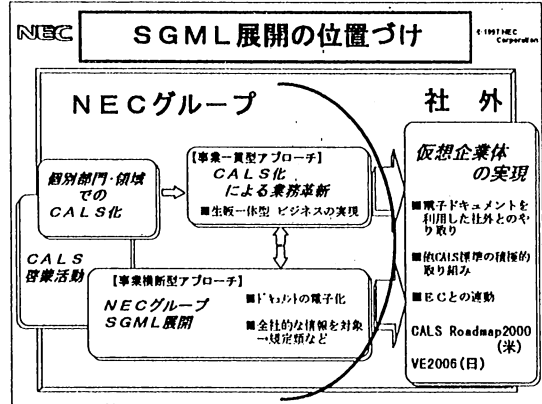 NEC
SGML展開の位置づけ
©1997 NEC
Corporation
NECグループ
社 外
個別部門・領域
での
CALS化
【事業一貫型アプローチ】
CALS化
による業務革新
■生販一体型 ビジネスの実現
CALS
啓蒙活動
【事業横断型アプローチ】
NECグループ
SGML展開
■ドキュメントの電子化
■全社的な情報を対象
→規定類など
仮想企業体
の実現
■電子ドキュメントを
利用した社外とのや
り取り
CALS標準の積極的
取り組み
■ECとの連動
CALS Roadmap2000
(米)
VE2006(日)